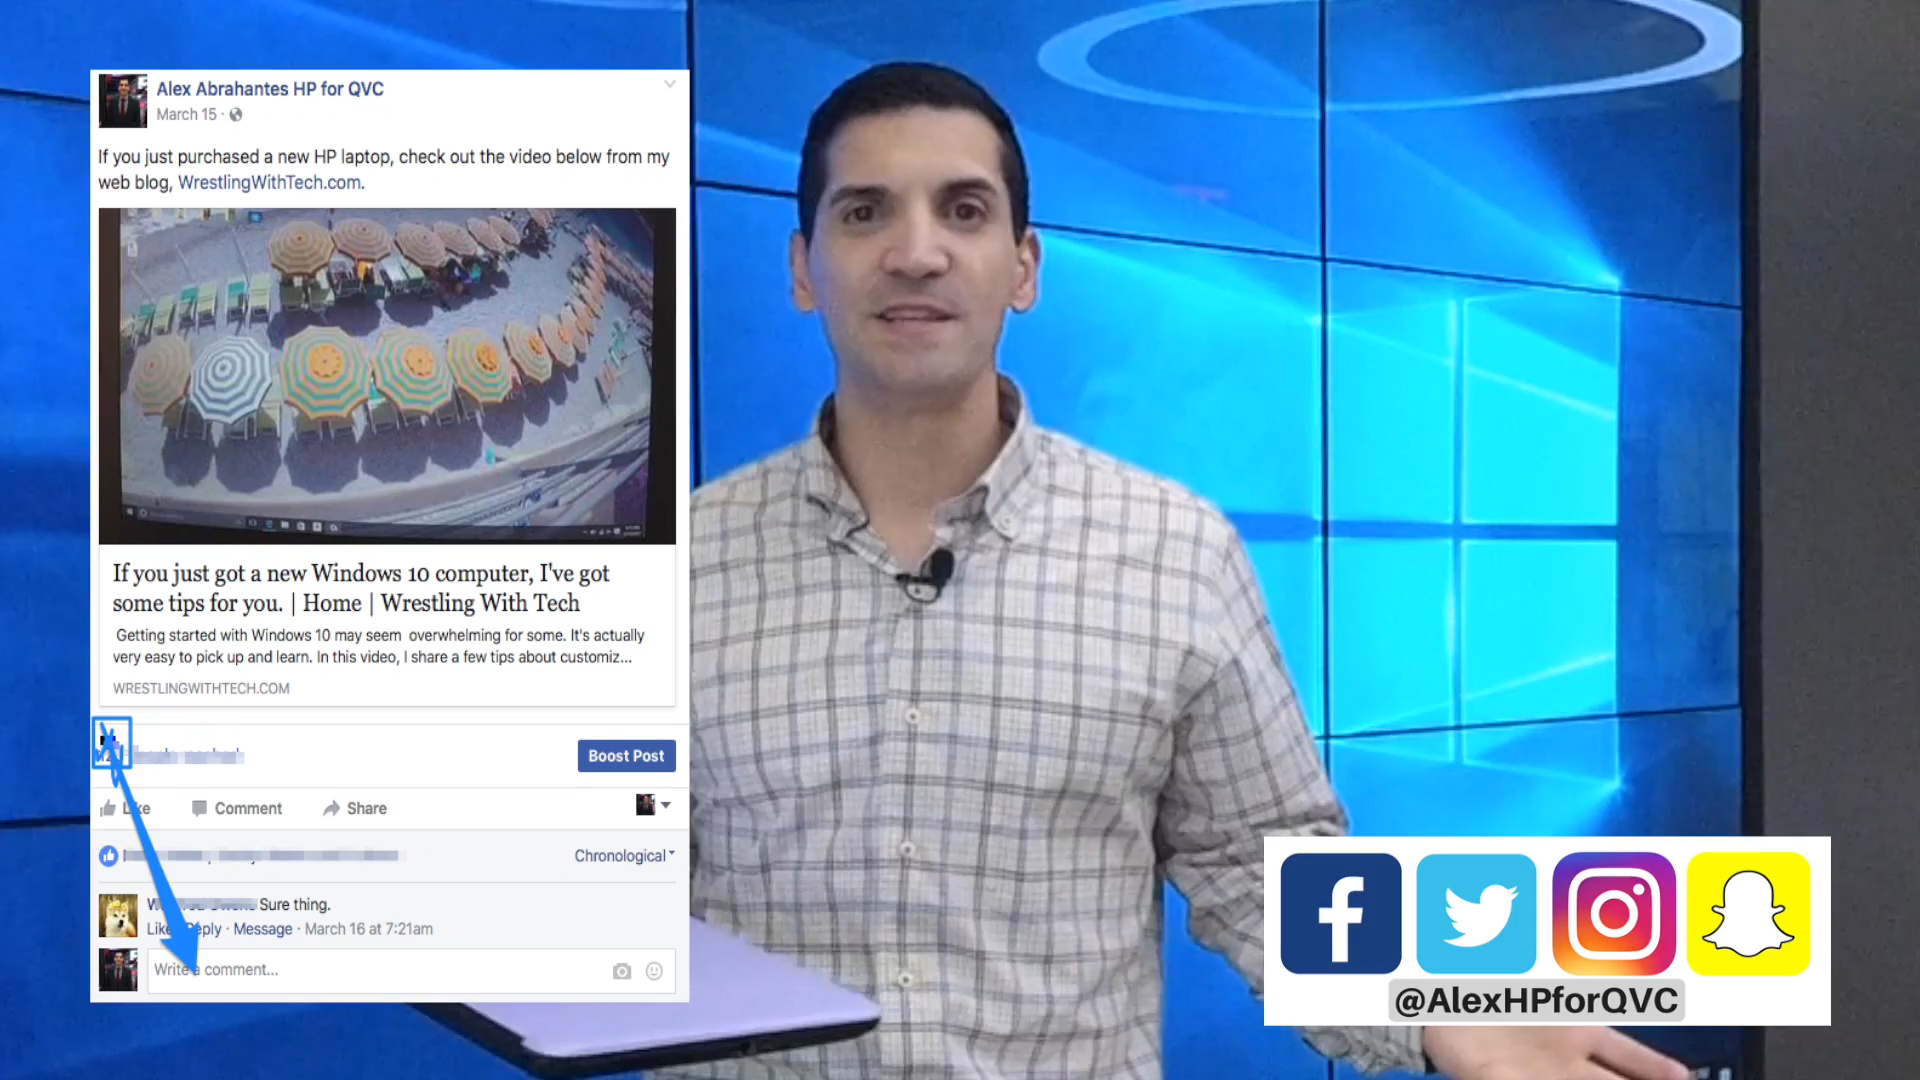 Alex Abrahantes HP for QVC
March 15 ·
If you just purchased a new HP laptop, check out the video below from my
web blog, WrestlingWithTech.com.
If you just got a new Windows 10 computer, I've got
some tips for you. | Home | Wrestling With Tech
Getting started with Windows 10 may seem overwhelming for some. It's actually
very easy to pick up and learn. In this video, I share a few tips about customiz...
WRESTLINGWITHTECH.COM
Boost Post
Like Comment Share
Chronological
Sure thing.
Like Reply · Message · March 16 at 7:21am
Write a comment...
@AlexHPforQVC